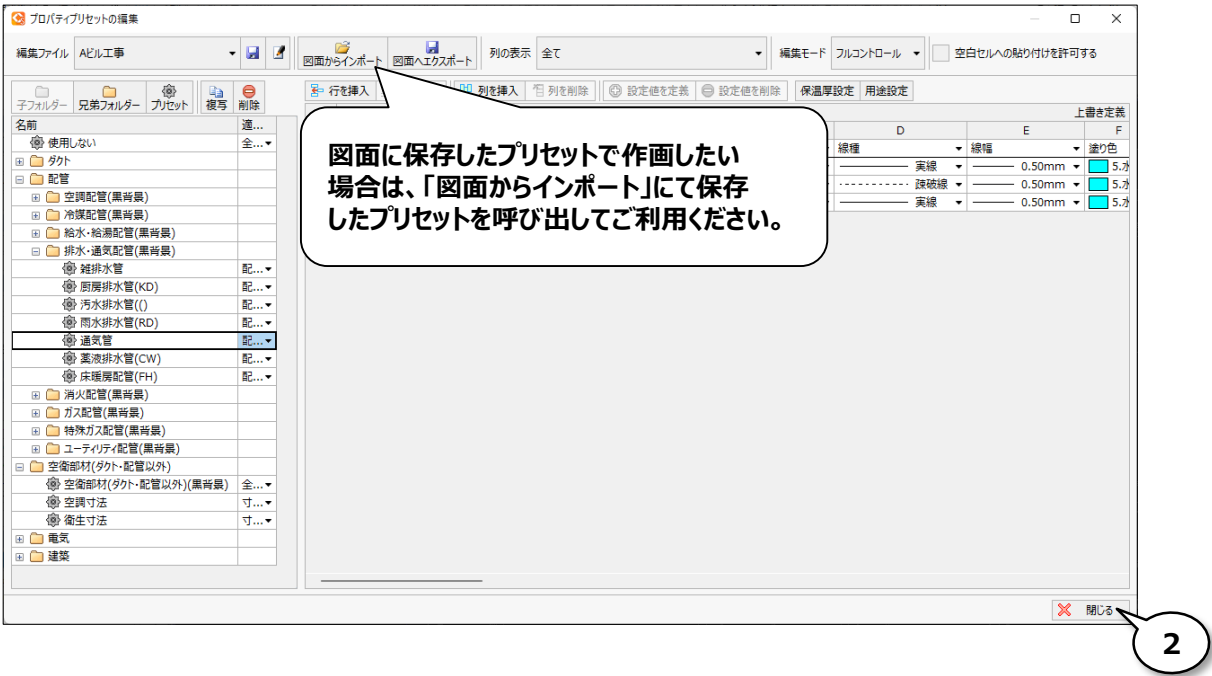 プロパティプリセットの編集
編集ファイル Aビル工事 図面からインポート 図面へエクスポート 列の表示 全て 編集モード フルコントロール 空白セルへの貼り付けを許可する
子フォルダー 兄弟フォルダー プリセット 複写 削除 行を挿入 列を挿入 列を削除 設定値を定義 設定値を削除 保温厚設定 用途設定
上書き定義
名前 適...
D E F
使用しない 全...
線種 線幅 塗り色
ダクト
実線 0.50mm 5.水
配管
疎破線 0.50mm 5.水
空調配管(黒背景)
実線 0.50mm 5.水
冷媒配管(黒背景)
給水・給湯配管(黒背景)
排水・通気配管(黒背景)
雑排水管 配...
厨房排水管(KD) 配...
汚水排水管(() 配...
雨水排水管(RD) 配...
通気管 配...
薬液排水管(CW) 配...
床暖房配管(FH) 配...
消火配管(黒背景)
ガス配管(黒背景)
特殊ガス配管(黒背景)
ユーティリティ配管(黒背景)
空衛部材(ダクト・配管以外)
空衛部材(ダクト・配管以外)(黒背景) 全...
空調寸法 寸...
衛生寸法 寸...
電気
建築
図面に保存したプリセットで作画したい
場合は、「図面からインポート」にて保存
したプリセットを呼び出してご利用ください。
閉じる
2